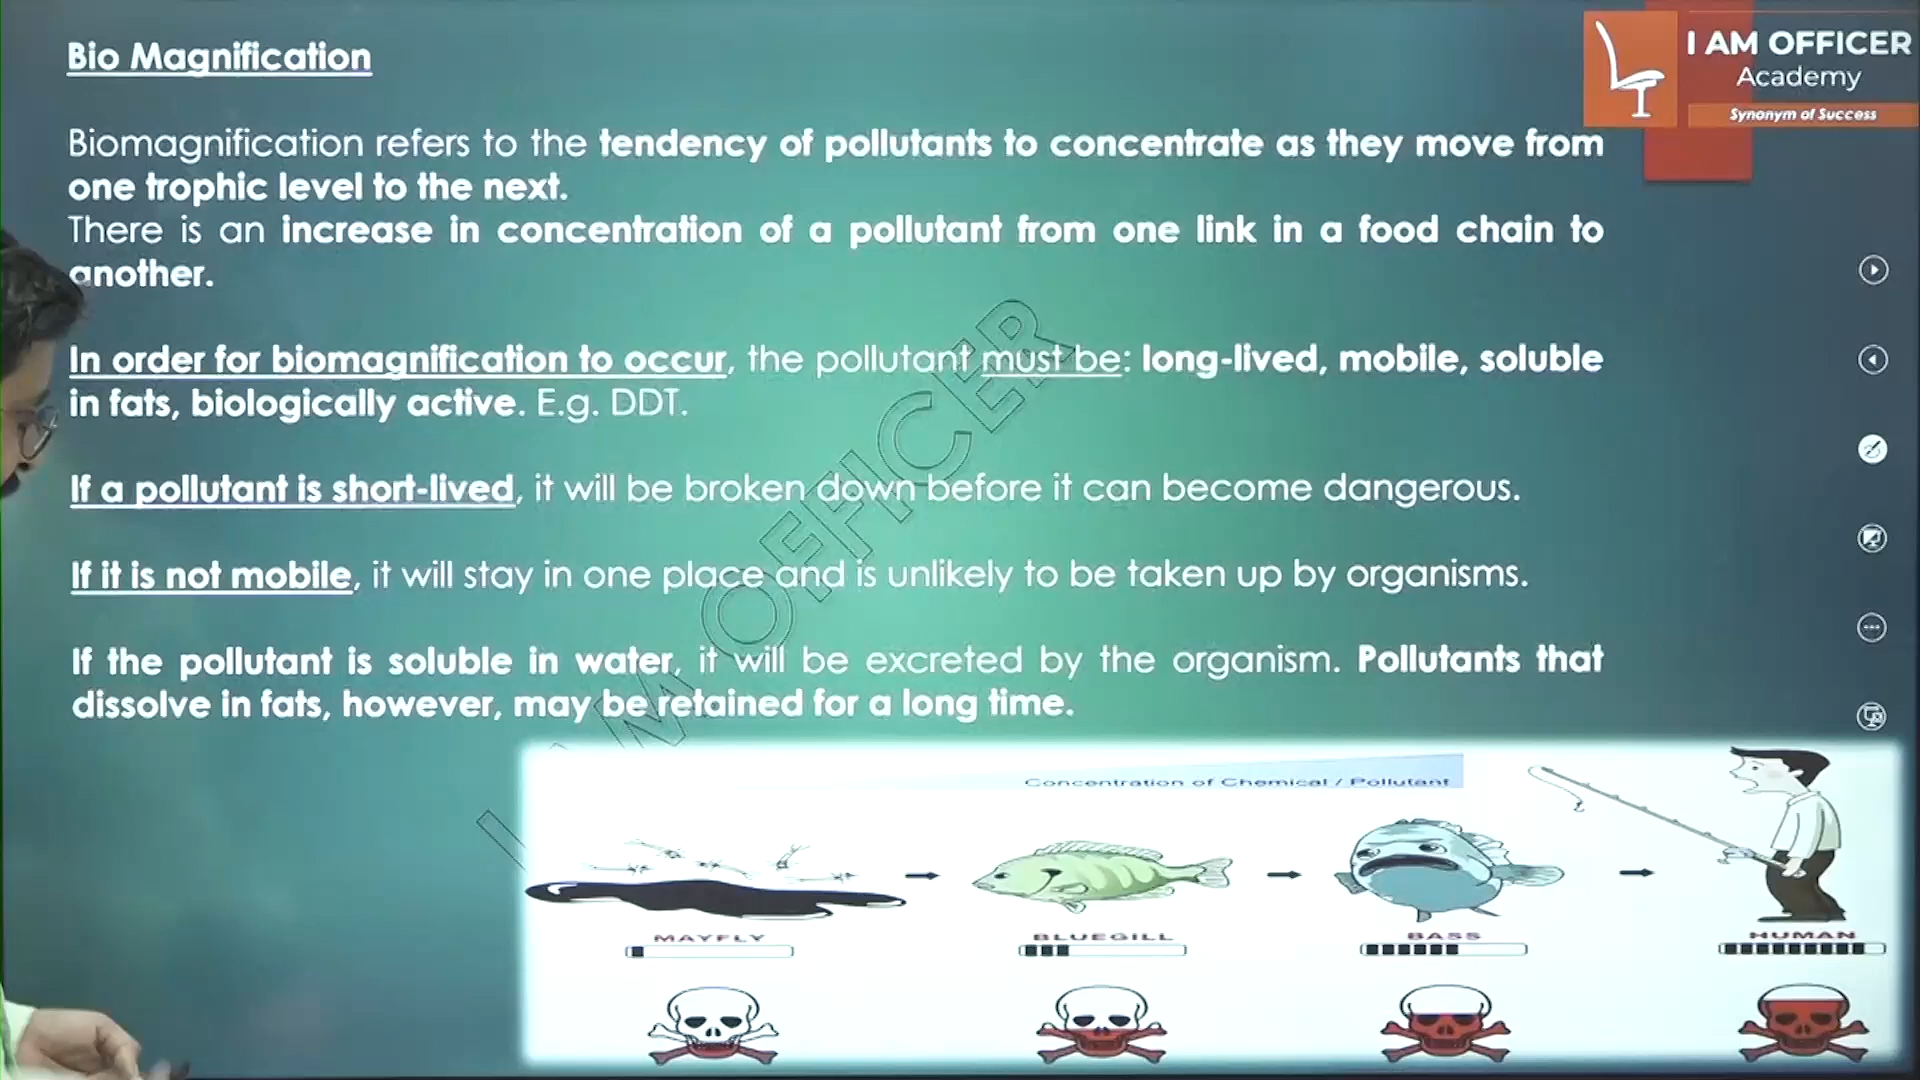 Bio Magnification
I AM OFFICER
Academy
Synonym of Success
Biomagnification refers to the tendency of pollutants to concentrate as they move from
one trophic level to the next.
There is an increase in concentration of a pollutant from one link in a food chain to
another.
In order for biomagnification to occur, the pollutant must be: long-lived, mobile, soluble
in fats, biologically active. E.g. DDT.
If a pollutant is short-lived, it will be broken down before it can become dangerous.
If it is not mobile, it will stay in one place and is unlikely to be taken up by organisms.
If the pollutant is soluble in water, it will be excreted by the organism. Pollutants that
dissolve in fats, however, may be retained for a long time.
I AM OFFICER
Concentration of Chemical / Pollutant
MAYFLY
BLUEGILL
BASS
HUMAN